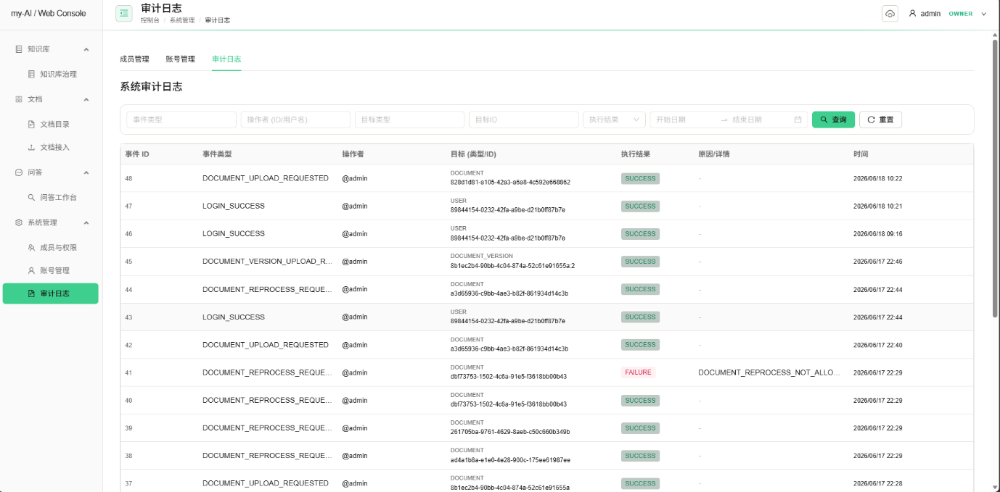 my-AI / Web Console
审计日志
控制台 / 系统管理 / 审计日志
admin OWNER
知识库
知识库治理
文档
文档目录
文档接入
问答
问答工作台
系统管理
成员与权限
账号管理
审计日志
成员管理 账号管理 审计日志
系统审计日志
事件类型 操作者 (ID/用户名) 目标类型 目标ID 执行结果 开始日期 → 结束日期 查询 重置
事件 ID 事件类型 操作者 目标 (类型/ID) 执行结果 原因/详情 时间
48 DOCUMENT_UPLOAD_REQUESTED @admin DOCUMENT
828d1d81-a105-42a3-a6a8-4c592e668862 SUCCESS - 2026/06/18 10:22
47 LOGIN_SUCCESS @admin USER
89844154-0232-42fa-a9be-d21b0ff87b7e SUCCESS - 2026/06/18 10:21
46 LOGIN_SUCCESS @admin USER
89844154-0232-42fa-a9be-d21b0ff87b7e SUCCESS - 2026/06/18 09:16
45 DOCUMENT_VERSION_UPLOAD_R... @admin DOCUMENT_VERSION
8b1ec2b4-90bb-4c04-874a-52c61e91655a:2 SUCCESS - 2026/06/17 22:46
44 DOCUMENT_REPROCESS_REQUE... @admin DOCUMENT
a3d65936-c9bb-4ae3-b82f-861934d14c3b SUCCESS - 2026/06/17 22:44
43 LOGIN_SUCCESS @admin USER
89844154-0232-42fa-a9be-d21b0ff87b7e SUCCESS - 2026/06/17 22:44
42 DOCUMENT_UPLOAD_REQUESTED @admin DOCUMENT
a3d65936-c9bb-4ae3-b82f-861934d14c3b SUCCESS - 2026/06/17 22:40
41 DOCUMENT_REPROCESS_REQUE... @admin DOCUMENT
dbf73753-1502-4c6a-91e5-f3618bb00b43 FAILURE DOCUMENT_REPROCESS_NOT_ALLO... 2026/06/17 22:29
40 DOCUMENT_REPROCESS_REQUE... @admin DOCUMENT
dbf73753-1502-4c6a-91e5-f3618bb00b43 SUCCESS - 2026/06/17 22:29
39 DOCUMENT_REPROCESS_REQUE... @admin DOCUMENT
261705ba-9761-4629-8aeb-c50c660b349b SUCCESS - 2026/06/17 22:29
38 DOCUMENT_REPROCESS_REQUE... @admin DOCUMENT
ad4a1b8a-e1e0-4e28-900c-175ee61987ee SUCCESS - 2026/06/17 22:29
37 DOCUMENT_UPLOAD_REQUESTED @admin DOCUMENT
8b1ec2b4-90bb-4c04-874a-52c61e91655a SUCCESS - 2026/06/17 22:28